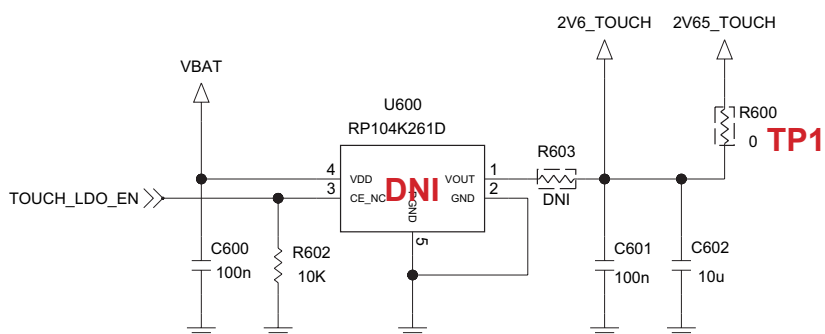 2V6_TOUCH
2V65_TOUCH
VBAT
U600
RP104K261D
R600
0
TP1
R603
DNI
4
VDD
VOUT
1
3
CE_NC
DNI
GND
2
TOUCH_LDO_EN
PGND
5
C600
100n
R602
10K
C601
100n
C602
10u